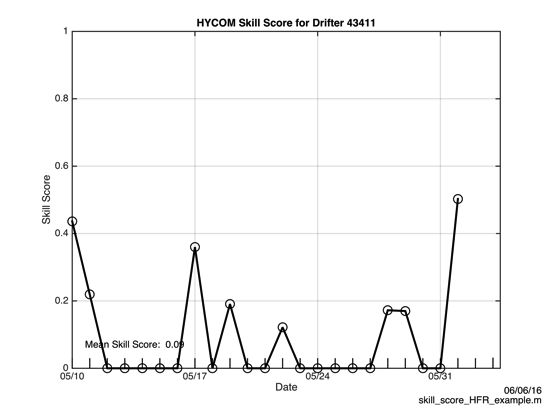 HYCOM Skill Score for Drifter 43411
1
0.8
0.6
0.4
0.2
0
Skill Score
Mean Skill Score: 0.09
05/10 05/17 05/24 05/31
Date
06/06/16
skill_score_HFR_example.m